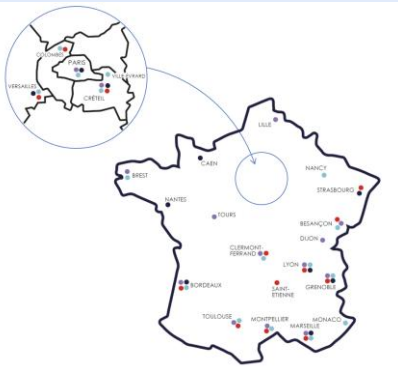 COLOMBES
PARIS
VILLE-EVRARD
VERSAILLES
CRÉTEIL
LILLE
CAEN
NANCY
STRASBOURG
BREST
NANTES
TOURS
BESANÇON
DIJON
CLERMONT-
FERRAND
LYON
SAINT-
ETIENNE
GRENOBLE
BORDEAUX
TOULOUSE
MONTPELLIER
MARSEILLE
MONACO